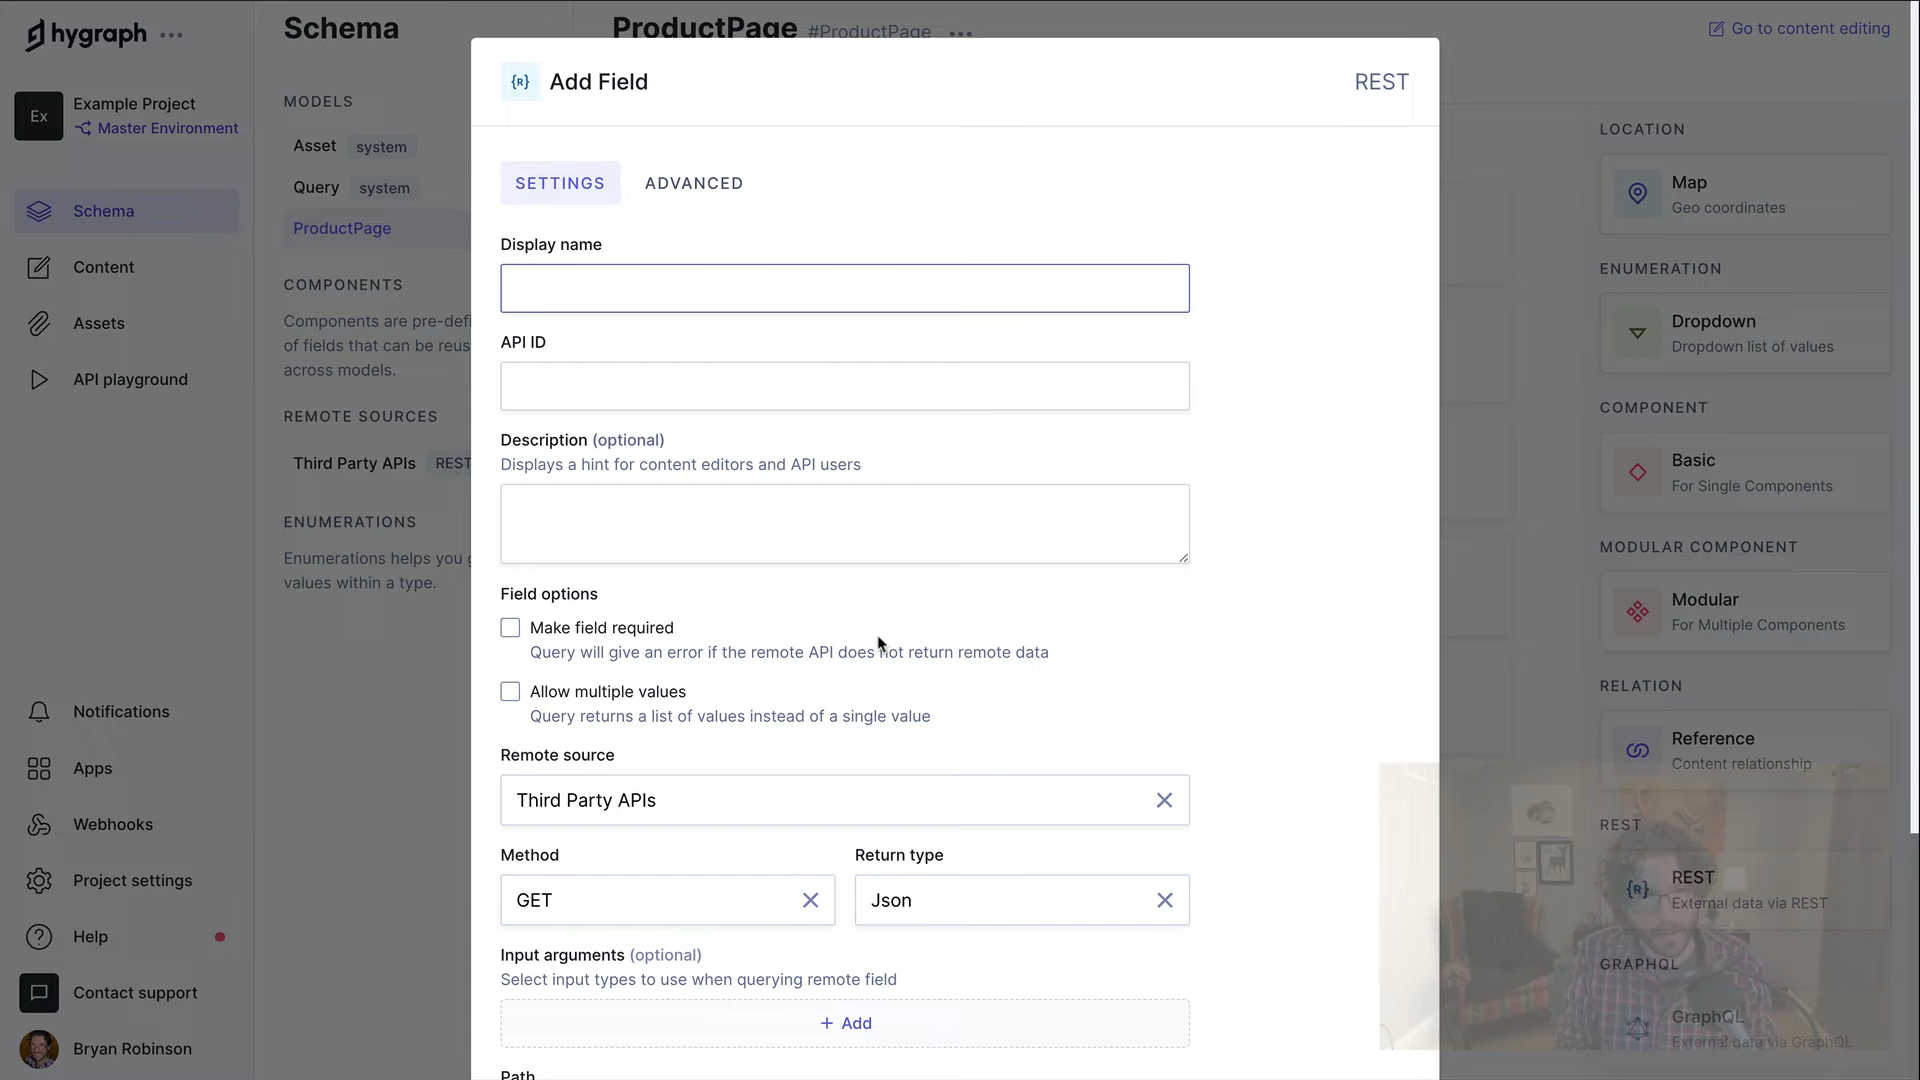 hygraph
Ex
Example Project
Master Environment
Schema
Content
Assets
API playground
Notifications
Apps
Webhooks
Project settings
Help
Contact support
Bryan Robinson
Schema
MODELS
Asset system
Query system
ProductPage
COMPONENTS
Components are pre-defi
of fields that can be reus
across models.
REMOTE SOURCES
Third Party APIs REST
ENUMERATIONS
Enumerations helps you
values within a type.
ProductPage #ProductPage
Go to content editing
{R} Add Field
REST
SETTINGS ADVANCED
Display name
API ID
Description (optional)
Displays a hint for content editors and API users
Field options
Make field required
Query will give an error if the remote API does not return remote data
Allow multiple values
Query returns a list of values instead of a single value
Remote source
Third Party APIs
Method Return type
GET Json
Input arguments (optional)
Select input types to use when querying remote field
+ Add
Path
LOCATION
Map
Geo coordinates
ENUMERATION
Dropdown
Dropdown list of values
COMPONENT
Basic
For Single Components
MODULAR COMPONENT
Modular
For Multiple Components
RELATION
Reference
Content relationship
REST
{R} REST
External data via REST
GRAPHQL
GraphQL
External data via GraphQL